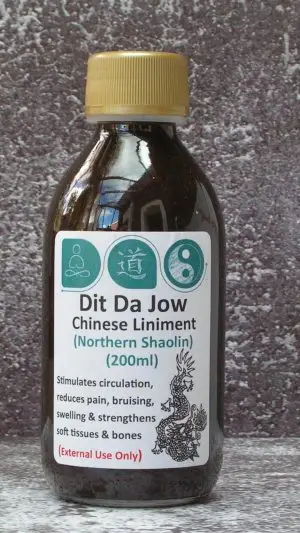 道
Dit Da Jow
Chinese Liniment
(Northern Shaolin)
(200ml)
Stimulates circulation,
reduces pain, bruising,
swelling & strengthens
soft tissues & bones
(External Use Only)